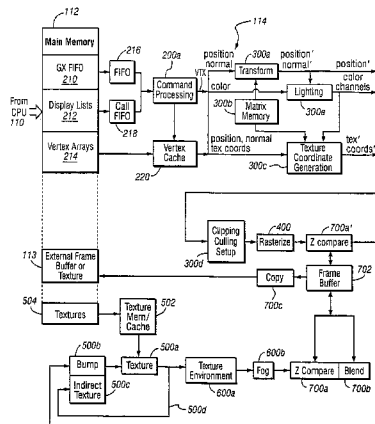 112
114
Main Memory
GX FIFO
210
Display Lists
212
Vertex Arrays
214
From
CPU
110
216
FIFO
Call
FIFO
218
200a
Command
Processing
Vertex
Cache
220
VTX
position
normal
color
position, normal
tex coords
300a
Transform
300b
Matrix
Memory
position'
normal'
Lighting
300e
Texture
Coordinate
Generation
300c
position'
color
channels
tex'
coords'
113
External Frame
Buffer or
Texture
504
Textures
Clipping
Culling
Setup
300d
400
Rasterize
700a'
Z compare
Copy
700c
Frame
Buffer
702
Texture
Mem/
Cache
502
500b
Bump
Indirect
Texture
500c
500a
Texture
500d
Texture
Environment
600a
600b
Fog
Z Compare
700a
Blend
700b